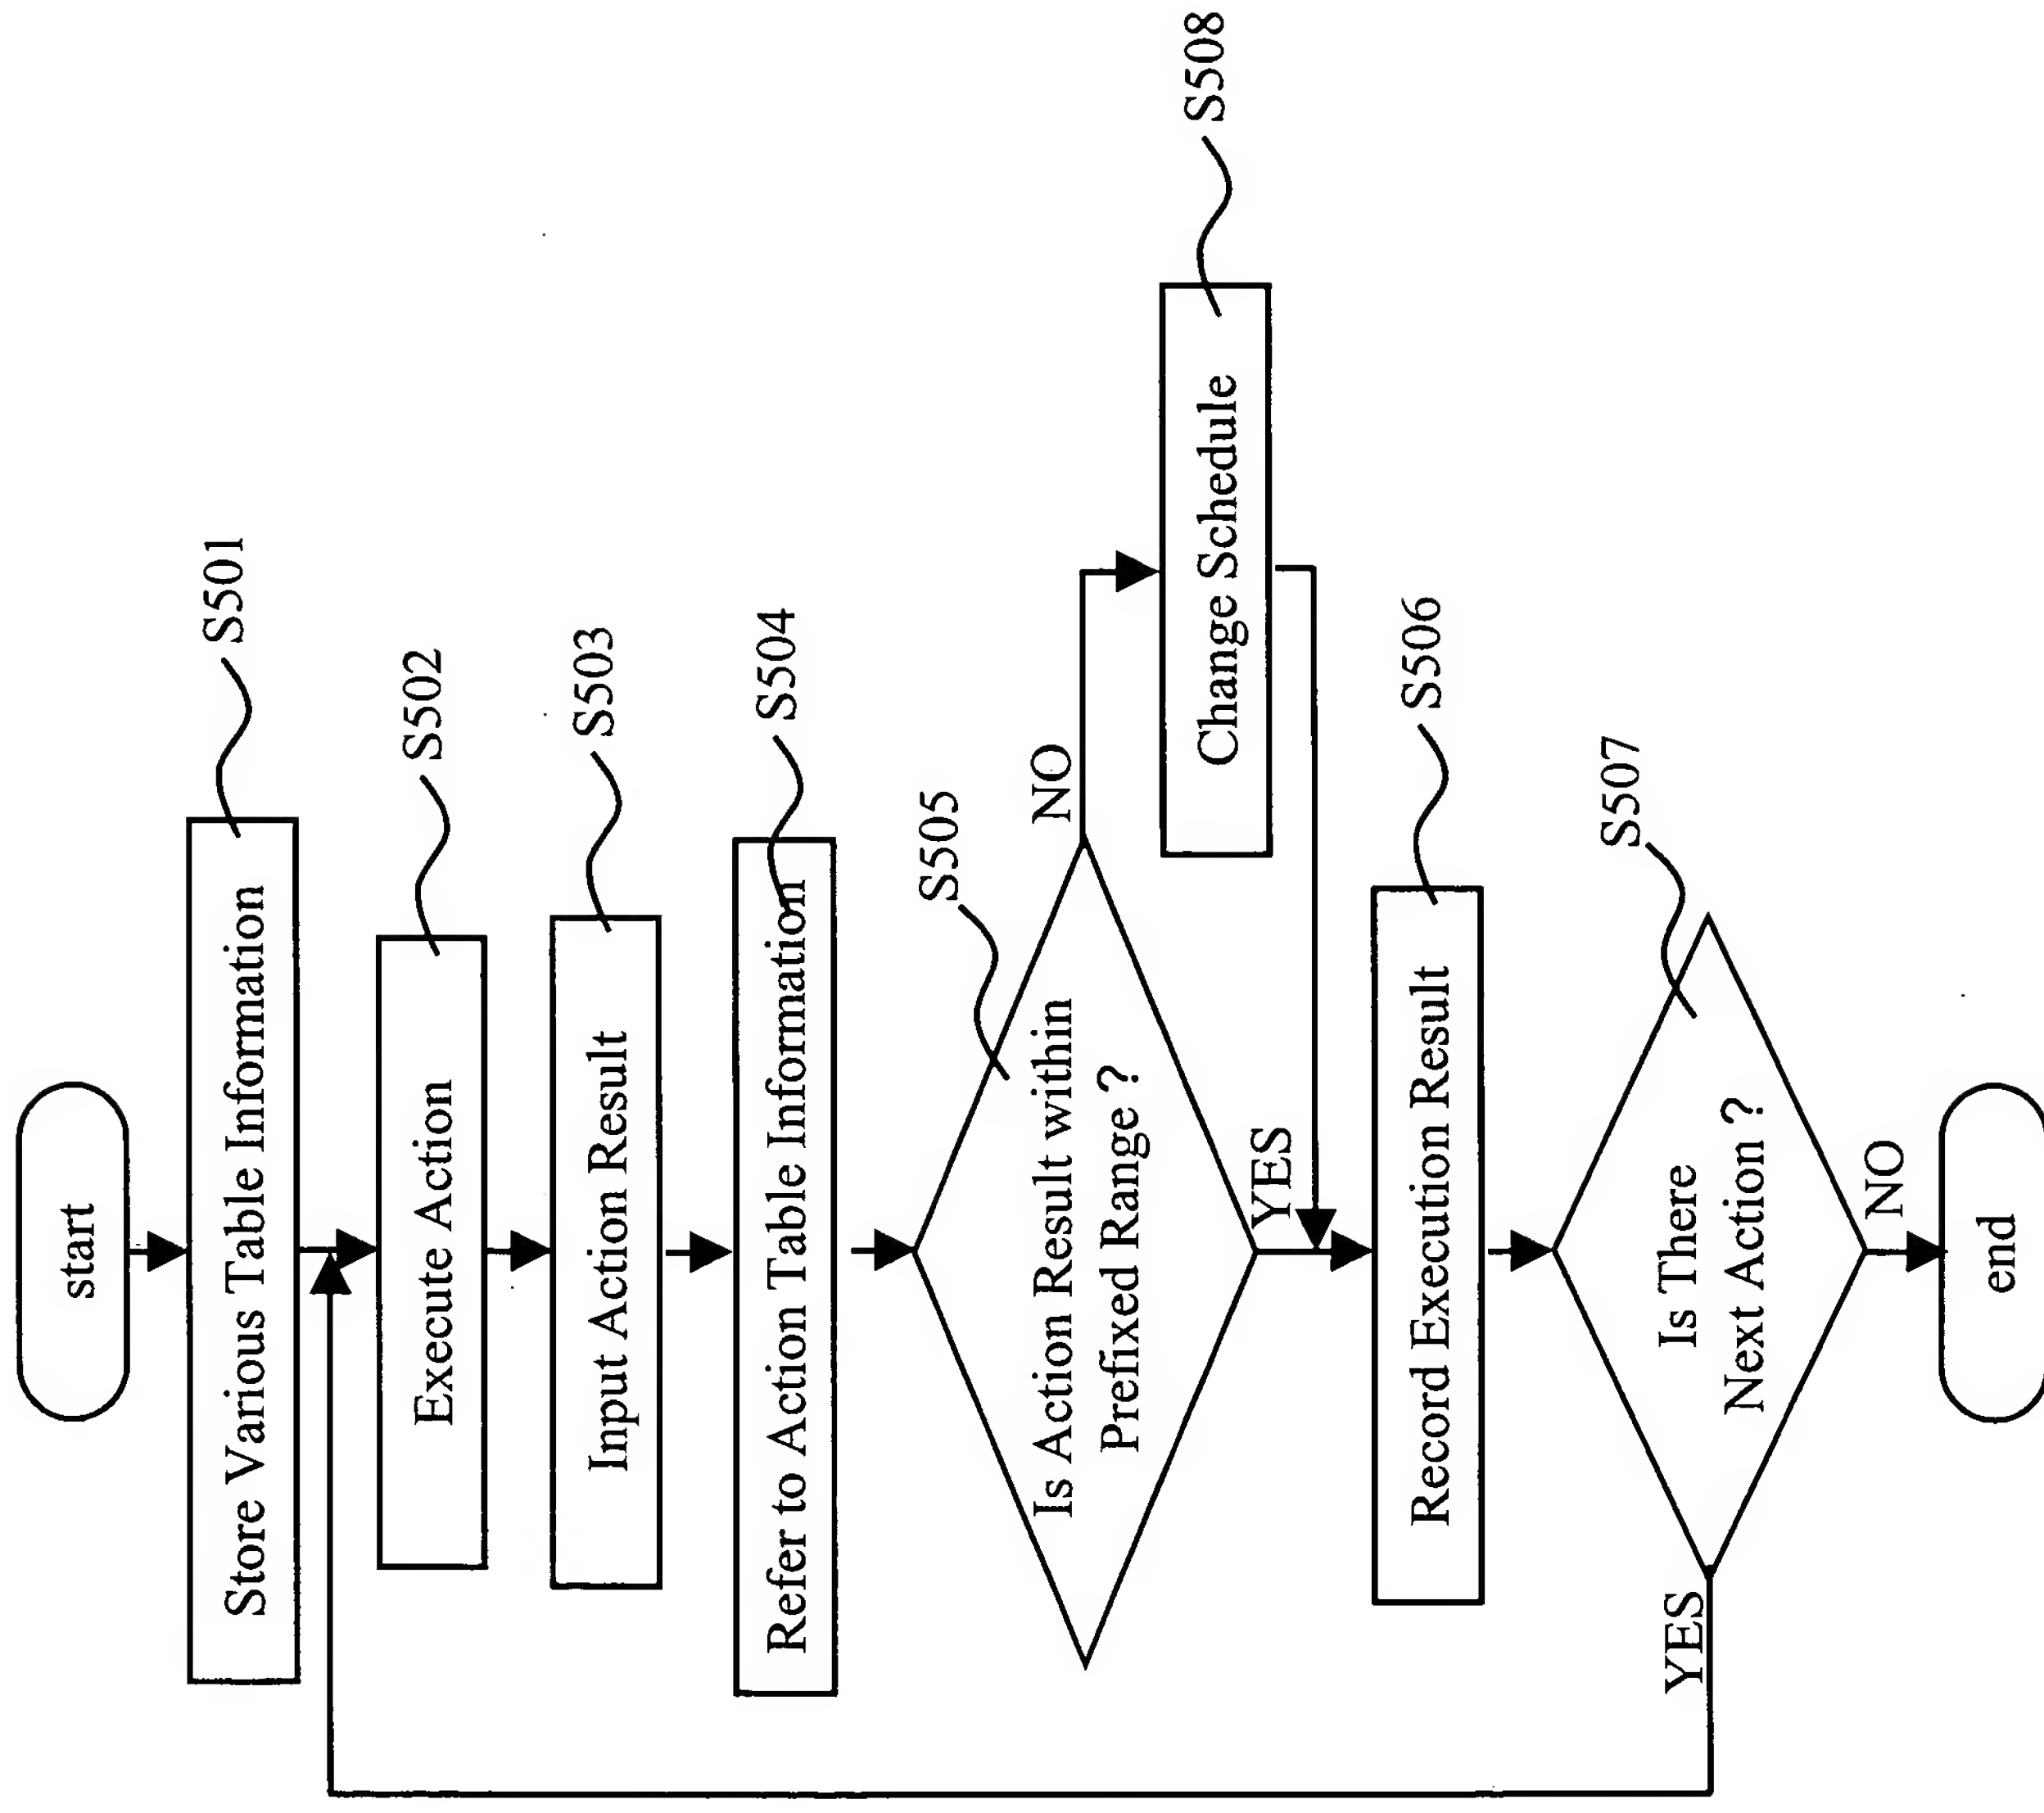 start
Store Various Table Information
S501
Execute Action
S502
Input Action Result
S503
Refer to Action Table Information
S504
S505
Is Action Result within
Prefixed Range ?
NO
YES
Change Schedule
S508
Record Execution Result
S506
S507
Is There
Next Action ?
YES
NO
end